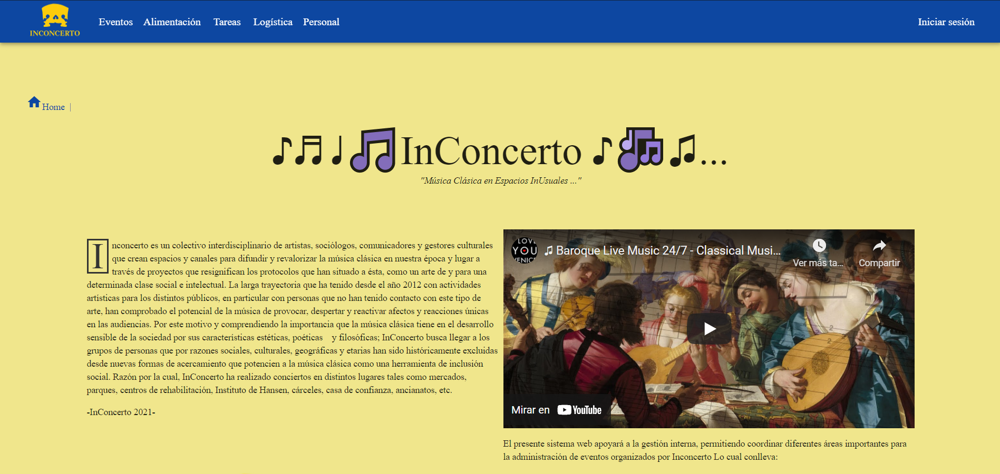 INCONCERTO
Eventos Alimentación Tareas Logística Personal
Iniciar sesión
Home |
♪♬♩🎵InConcerto ♪🎶♫...
"Música Clásica en Espacios InUsuales ..."
Inconcerto es un colectivo interdisciplinario de artistas, sociólogos, comunicadores y gestores culturales
que crean espacios y canales para difundir y revalorizar la música clásica en nuestra época y lugar a
través de proyectos que resignifican los protocolos que han situado a ésta, como un arte de y para una
determinada clase social e intelectual. La larga trayectoria que ha tenido desde el año 2012 con actividades
artísticas para los distintos públicos, en particular con personas que no han tenido contacto con este tipo de
arte, han comprobado el potencial de la música de provocar, despertar y reactivar afectos y reacciones únicas
en las audiencias. Por este motivo y comprendiendo la importancia que la música clásica tiene en el desarrollo
sensible de la sociedad por sus características estéticas, poéticas y filosóficas; InConcerto busca llegar a los
grupos de personas que por razones sociales, culturales, geográficas y etarias han sido históricamente excluidas
desde nuevas formas de acercamiento que potencien a la música clásica como una herramienta de inclusión
social. Razón por la cual, InConcerto ha realizado conciertos en distintos lugares tales como mercados,
parques, centros de rehabilitación, Instituto de Hansen, cárceles, casa de confianza, ancianatos, etc.
-InConcerto 2021-
LOVE
YOU
VENICE
♫ Baroque Live Music 24/7 - Classical Musi...
Ver más ta...
Compartir
Mirar en YouTube
El presente sistema web apoyará a la gestión interna, permitiendo coordinar diferentes áreas importantes para
la administración de eventos organizados por Inconcerto Lo cual conlleva: